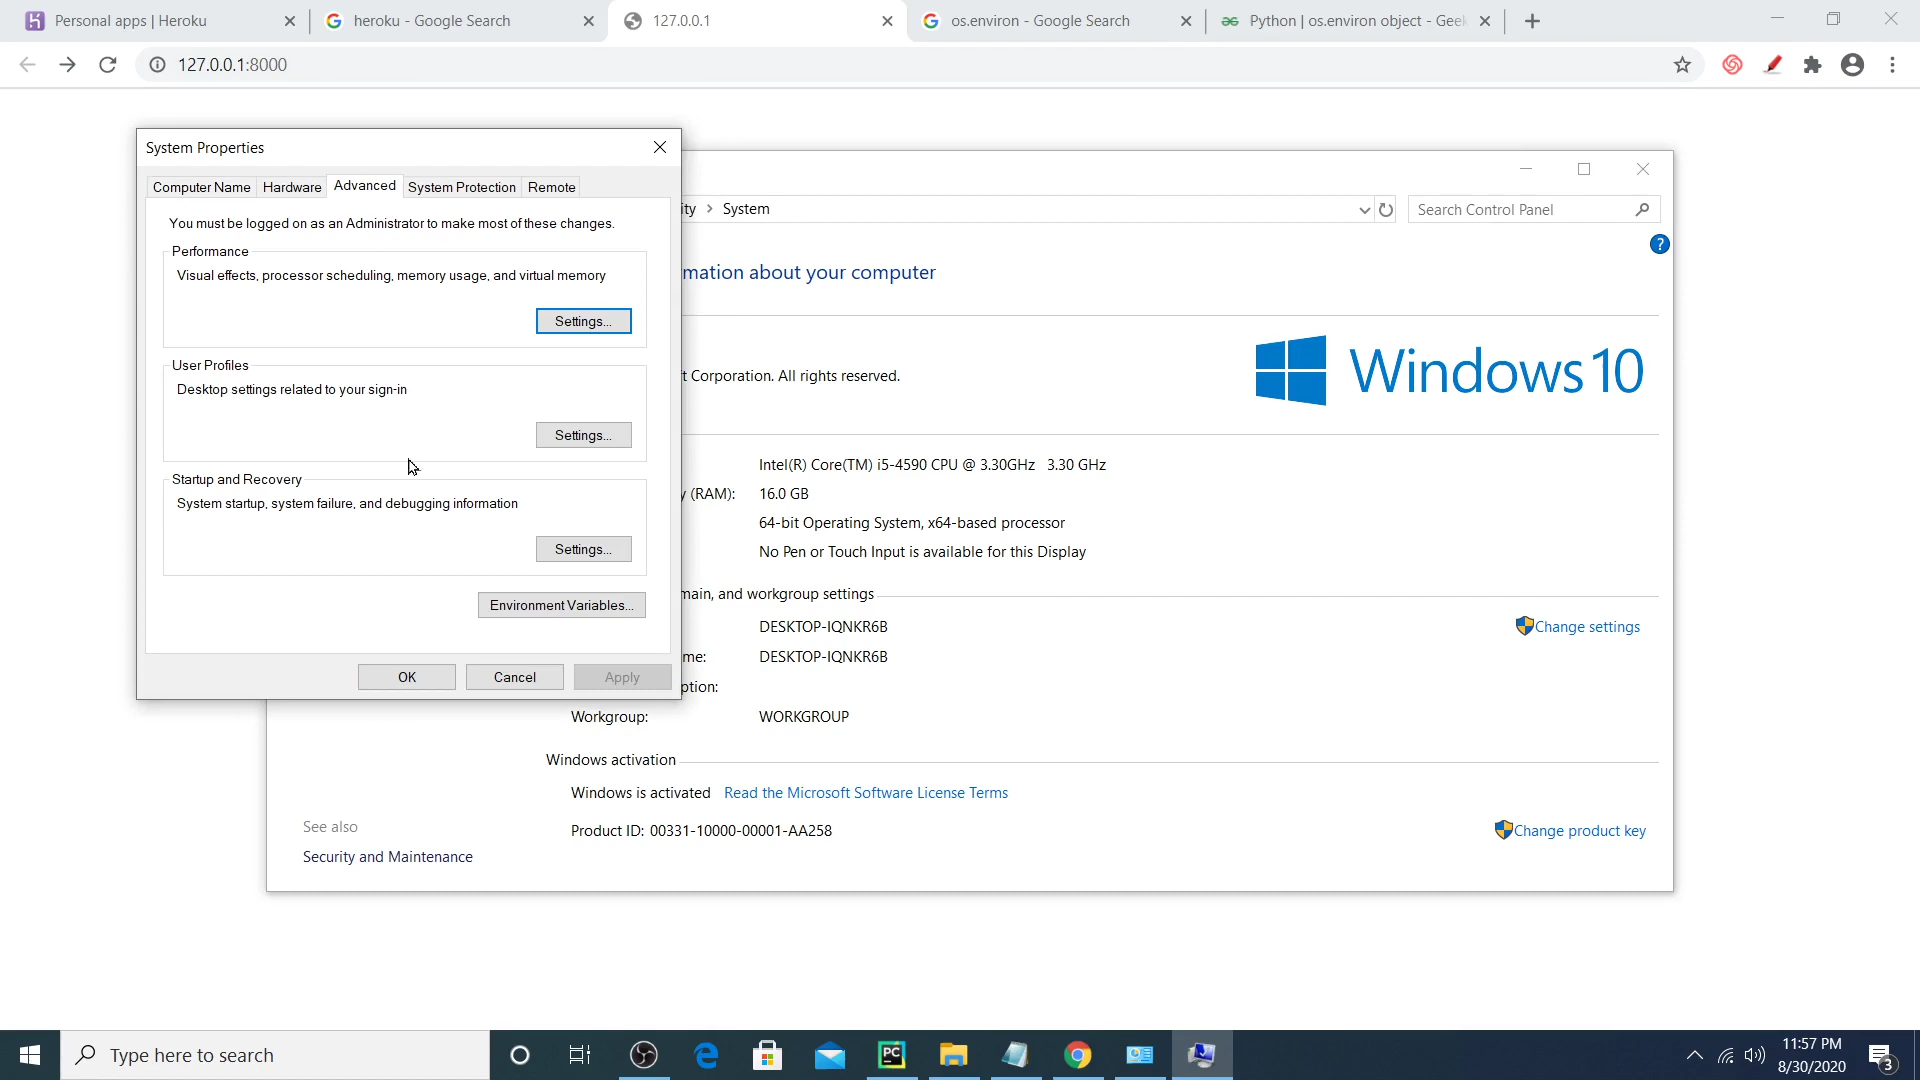 Personal apps | Heroku
heroku - Google Search
127.0.0.1
os.environ - Google Search
Python | os.environ object - Geek
127.0.0.1:8000
System Properties
Computer Name Hardware Advanced System Protection Remote
You must be logged on as an Administrator to make most of these changes.
Performance
Visual effects, processor scheduling, memory usage, and virtual memory
Settings...
User Profiles
Desktop settings related to your sign-in
Settings...
Startup and Recovery
System startup, system failure, and debugging information
Settings...
Environment Variables...
OK Cancel Apply
ity > System
Search Control Panel
?
mation about your computer
t Corporation. All rights reserved.
Windows 10
Intel(R) Core(TM) i5-4590 CPU @ 3.30GHz 3.30 GHz
y (RAM): 16.0 GB
64-bit Operating System, x64-based processor
No Pen or Touch Input is available for this Display
main, and workgroup settings
DESKTOP-IQNKR6B
Change settings
me: DESKTOP-IQNKR6B
ption:
Workgroup: WORKGROUP
Windows activation
Windows is activated Read the Microsoft Software License Terms
Product ID: 00331-10000-00001-AA258
Change product key
See also
Security and Maintenance
Type here to search
PC
11:57 PM
8/30/2020
3